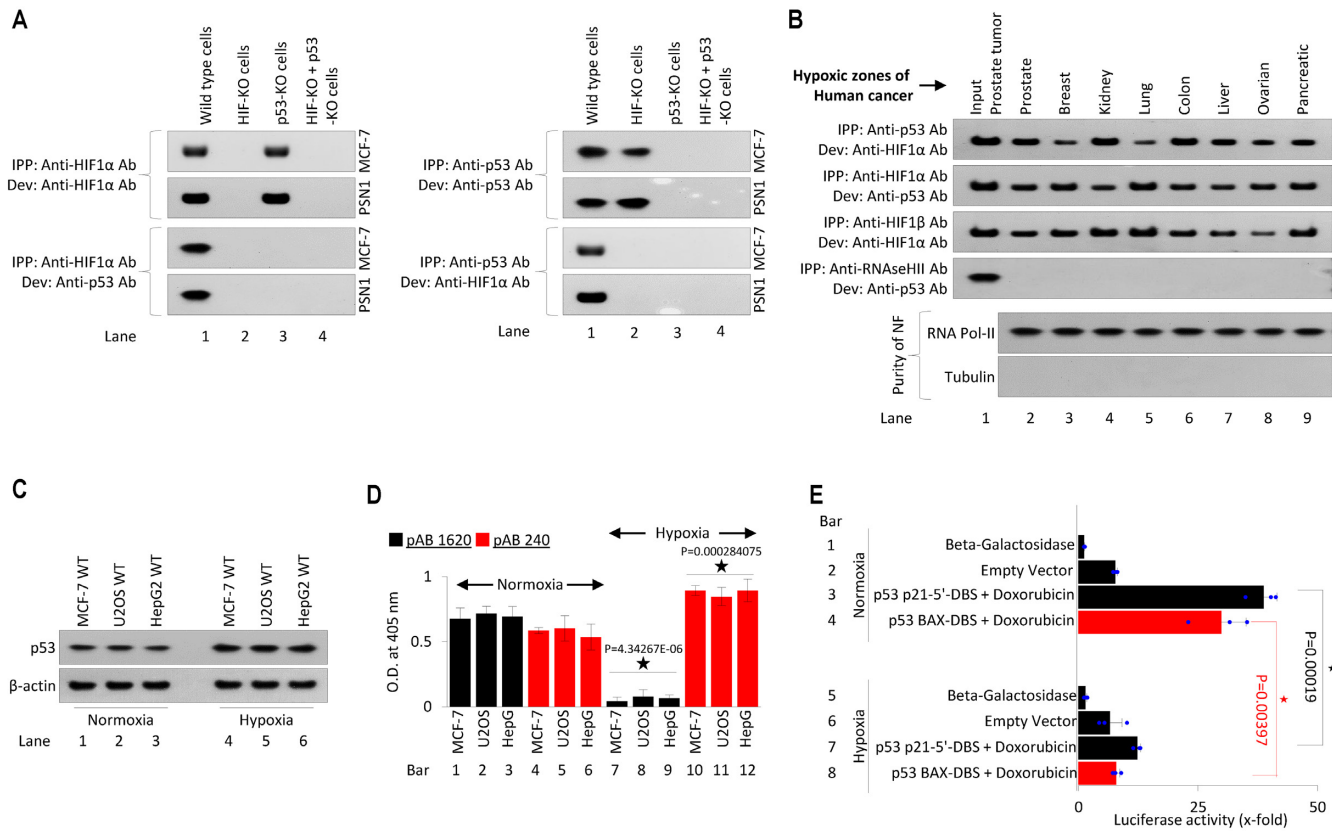 A
Wild type cells
HIF-KO cells
p53-KO cells
HIF-KO + p53
-KO cells
IPP: Anti-HIF1α Ab
Dev: Anti-HIF1α Ab
MCF-7
PSN1
IPP: Anti-HIF1α Ab
Dev: Anti-p53 Ab
MCF-7
PSN1
Lane 1 2 3 4
Wild type cells
HIF-KO cells
p53-KO cells
HIF-KO + p53
-KO cells
IPP: Anti-p53 Ab
Dev: Anti-p53 Ab
MCF-7
PSN1
IPP: Anti-p53 Ab
Dev: Anti-HIF1α Ab
MCF-7
PSN1
1 2 3 4
B
Hypoxic zones of
Human cancer
Input
Prostate tumor
Prostate
Breast
Kidney
Lung
Colon
Liver
Ovarian
Pancreatic
IPP: Anti-p53 Ab
Dev: Anti-HIF1α Ab
IPP: Anti-HIF1α Ab
Dev: Anti-p53 Ab
IPP: Anti-HIF1β Ab
Dev: Anti-HIF1α Ab
IPP: Anti-RNAseHII Ab
Dev: Anti-p53 Ab
Purity of NF
RNA Pol-II
Tubulin
Lane 1 2 3 4 5 6 7 8 9
C
MCF-7 WT
U2OS WT
HepG2 WT
MCF-7 WT
U2OS WT
HepG2 WT
p53
β-actin
Normoxia Hypoxia
Lane 1 2 3 4 5 6
D
pAB 1620 pAB 240
Hypoxia
P=0.000284075
Normoxia
P=4.34267E-06
O.D. at 405 nm
1
0.5
0
MCF-7
U2OS
HepG
MCF-7
U2OS
HepG
MCF-7
U2OS
HepG
MCF-7
U2OS
HepG
Bar 1 2 3 4 5 6 7 8 9 10 11 12
E
Bar
Normoxia
1 Beta-Galactosidase
2 Empty Vector
3 p53 p21-5'-DBS + Doxorubicin
4 p53 BAX-DBS + Doxorubicin
Hypoxia
5 Beta-Galactosidase
6 Empty Vector
7 p53 p21-5'-DBS + Doxorubicin
8 p53 BAX-DBS + Doxorubicin
P=0.00397
P=0.00019
0 25 50
Luciferase activity (x-fold)